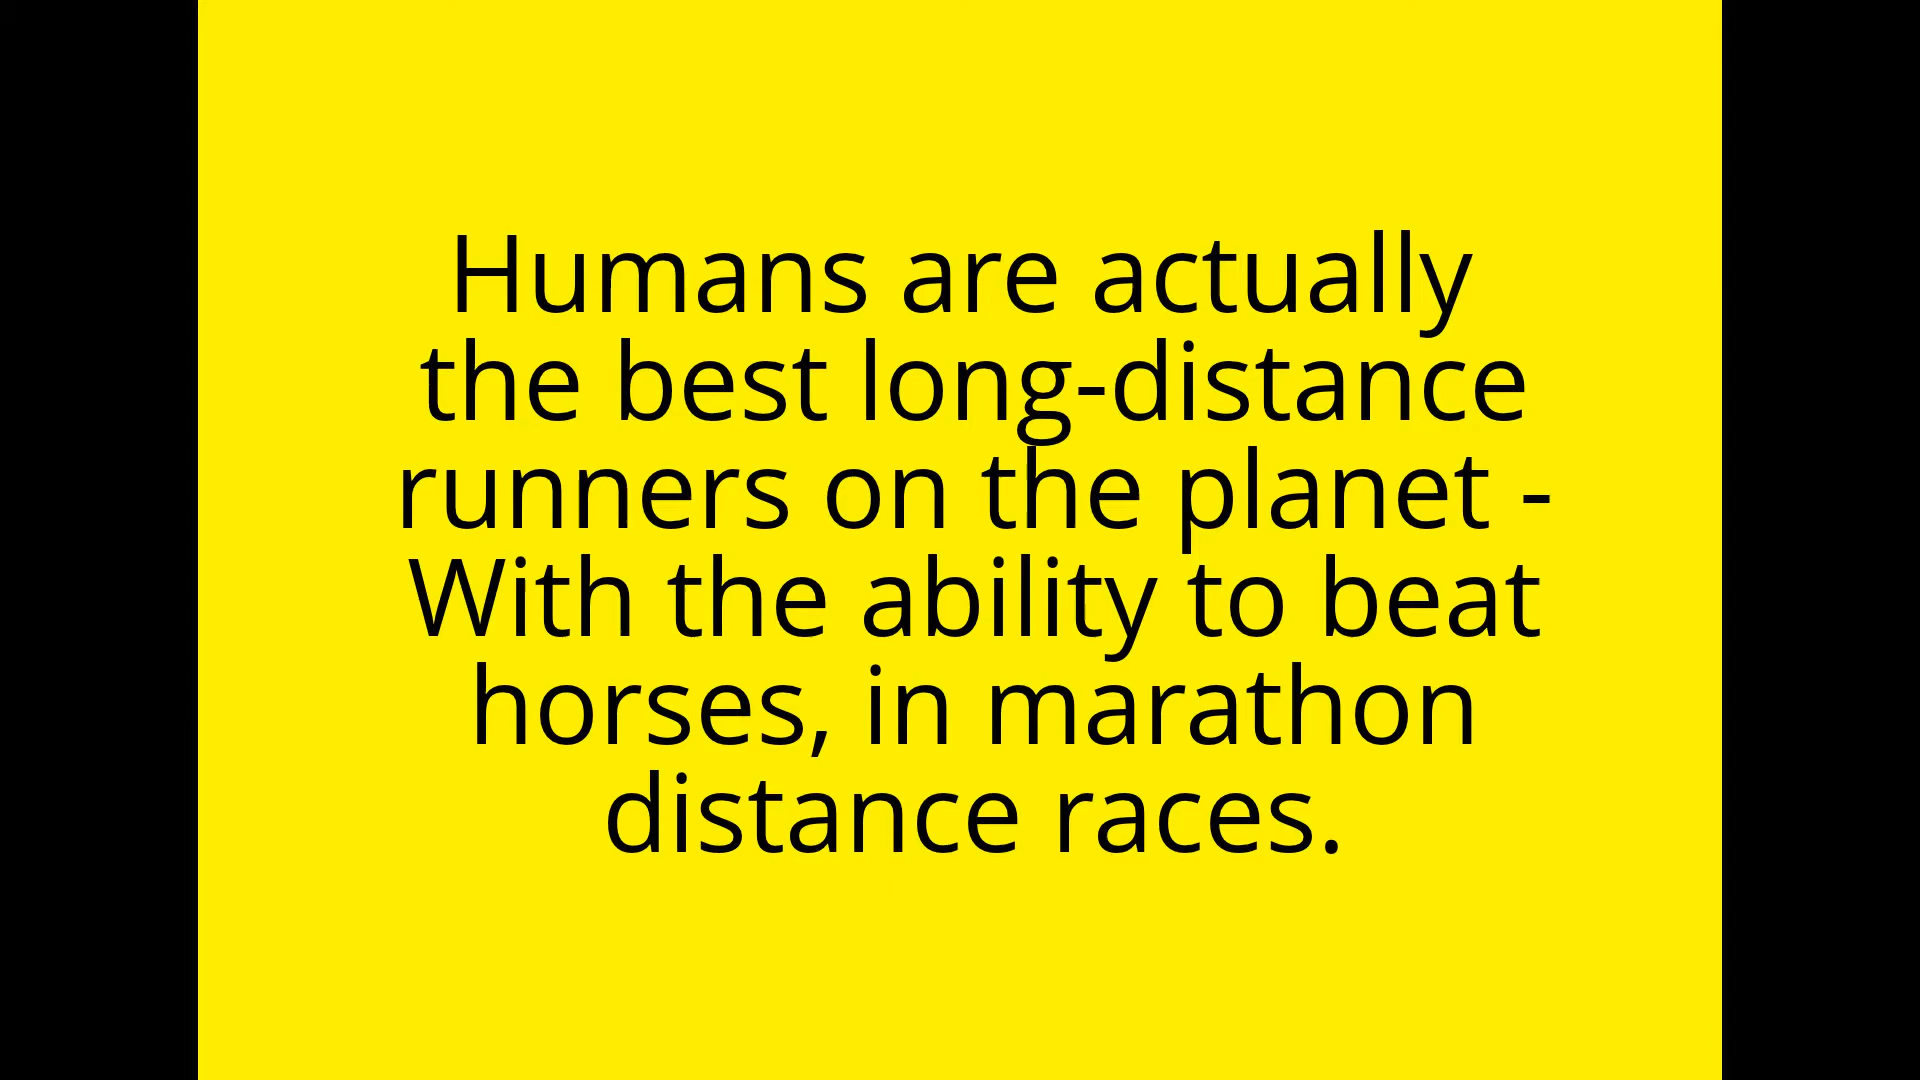 Humans are actually
the best long-distance
runners on the planet -
With the ability to beat
horses, in marathon
distance races.